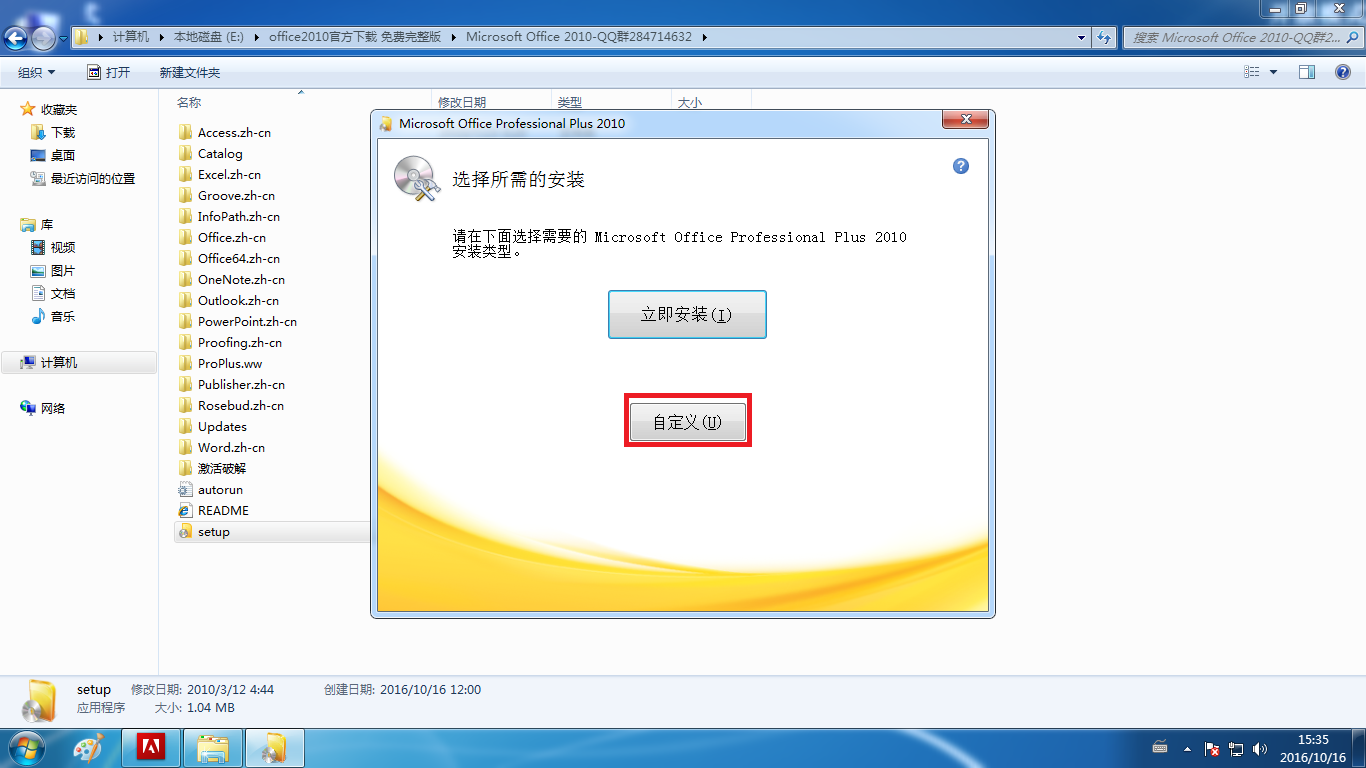 计算机 本地磁盘 (E:) office2010官方下载 免费完整版 Microsoft Office 2010-QQ群284714632
搜索 Microsoft Office 2010-QQ群2...
组织 打开 新建文件夹
收藏夹
下载
桌面
最近访问的位置
库
视频
图片
文档
音乐
计算机
网络
名称 修改日期 类型 大小
Access.zh-cn
Catalog
Excel.zh-cn
Groove.zh-cn
InfoPath.zh-cn
Office.zh-cn
Office64.zh-cn
OneNote.zh-cn
Outlook.zh-cn
PowerPoint.zh-cn
Proofing.zh-cn
ProPlus.ww
Publisher.zh-cn
Rosebud.zh-cn
Updates
Word.zh-cn
激活破解
autorun
README
setup
Microsoft Office Professional Plus 2010
选择所需的安装
请在下面选择需要的 Microsoft Office Professional Plus 2010
安装类型。
立即安装(I)
自定义(U)
setup 修改日期: 2010/3/12 4:44 创建日期: 2016/10/16 12:00
应用程序 大小: 1.04 MB
15:35
2016/10/16